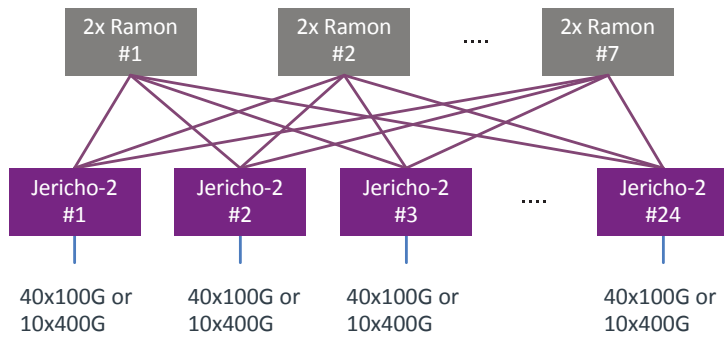 2x Ramon
#1
2x Ramon
#2
....
2x Ramon
#7
Jericho-2
#1
Jericho-2
#2
Jericho-2
#3
....
Jericho-2
#24
40x100G or
10x400G
40x100G or
10x400G
40x100G or
10x400G
40x100G or
10x400G